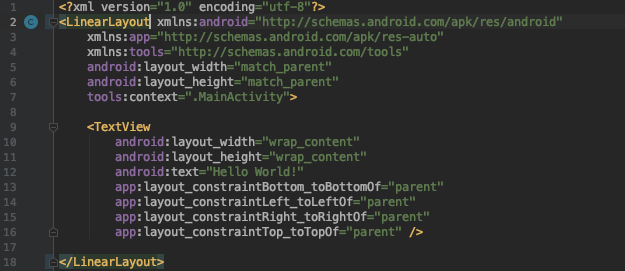 1 <?xml version="1.0" encoding="utf-8"?>
2 <LinearLayout xmlns:android="http://schemas.android.com/apk/res/android"
3     xmlns:app="http://schemas.android.com/apk/res-auto"
4     xmlns:tools="http://schemas.android.com/tools"
5     android:layout_width="match_parent"
6     android:layout_height="match_parent"
7     tools:context=".MainActivity">
8
9     <TextView
10         android:layout_width="wrap_content"
11         android:layout_height="wrap_content"
12         android:text="Hello World!"
13         app:layout_constraintBottom_toBottomOf="parent"
14         app:layout_constraintLeft_toLeftOf="parent"
15         app:layout_constraintRight_toRightOf="parent"
16         app:layout_constraintTop_toTopOf="parent" />
17
18 </LinearLayout>